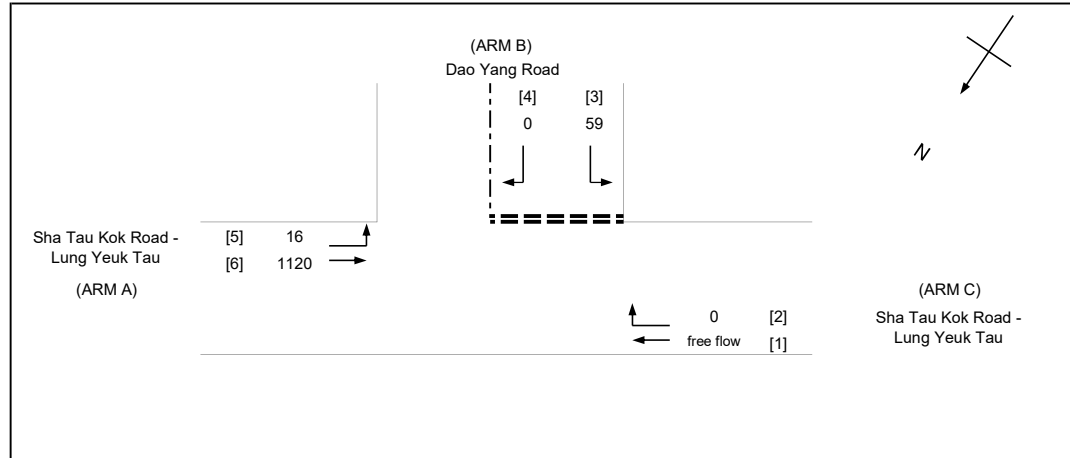 (ARM B)
Dao Yang Road
[4] [3]
0 59
Sha Tau Kok Road -
Lung Yeuk Tau
(ARM A)
[5] 16
[6] 1120
N
(ARM C)
Sha Tau Kok Road -
Lung Yeuk Tau
0 [2]
free flow [1]